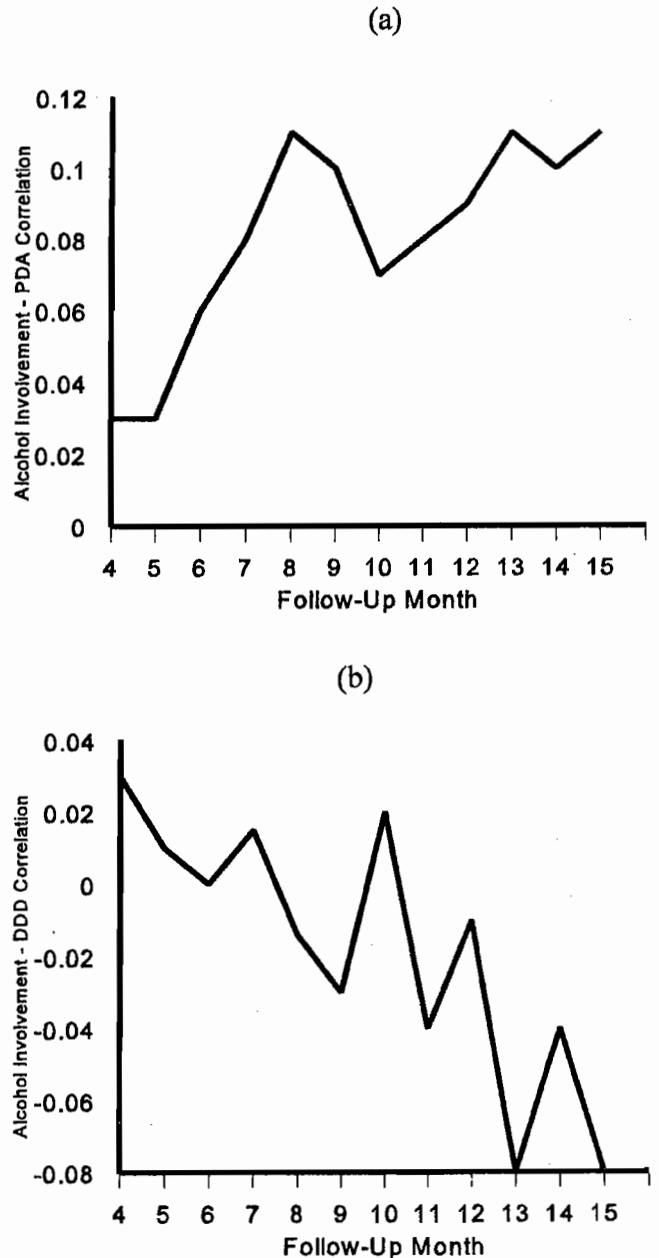 (a)
Alcohol Involvement - PDA Correlation
0.12
0.1
0.08
0.06
0.04
0.02
0
4 5 6 7 8 9 10 11 12 13 14 15
Follow-Up Month
(b)
Alcohol Involvement - DDD Correlation
0.04
0.02
0
-0.02
-0.04
-0.06
-0.08
4 5 6 7 8 9 10 11 12 13 14 15
Follow-Up Month